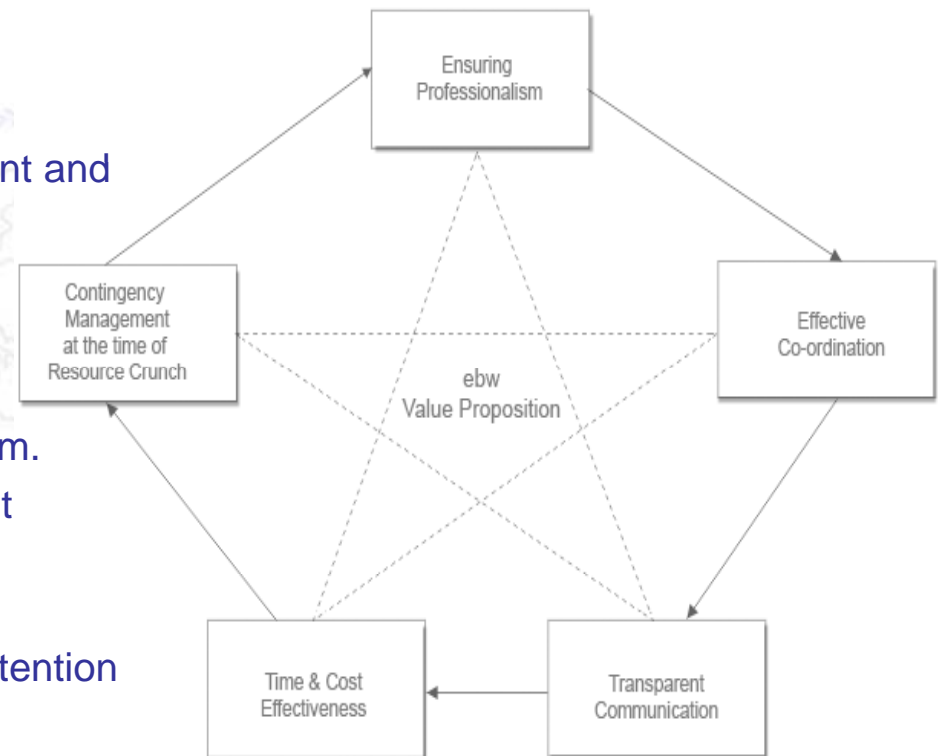 nt and
m.
t
tention
Ensuring
Professionalism
Contingency
Management
at the time of
Resource Crunch
Effective
Co-ordination
ebw
Value Proposition
Time & Cost
Effectiveness
Transparent
Communication